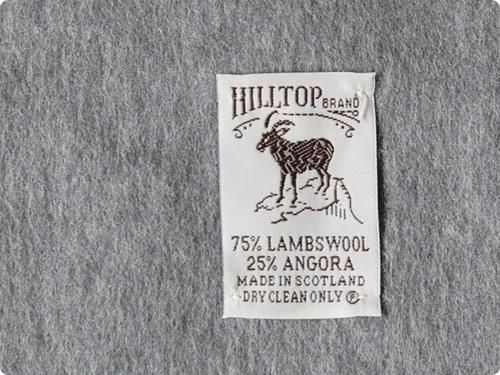 HILLTOP BRAND
75% LAMBSWOOL
25% ANGORA
MADE IN SCOTLAND
DRY CLEAN ONLY Ⓟ